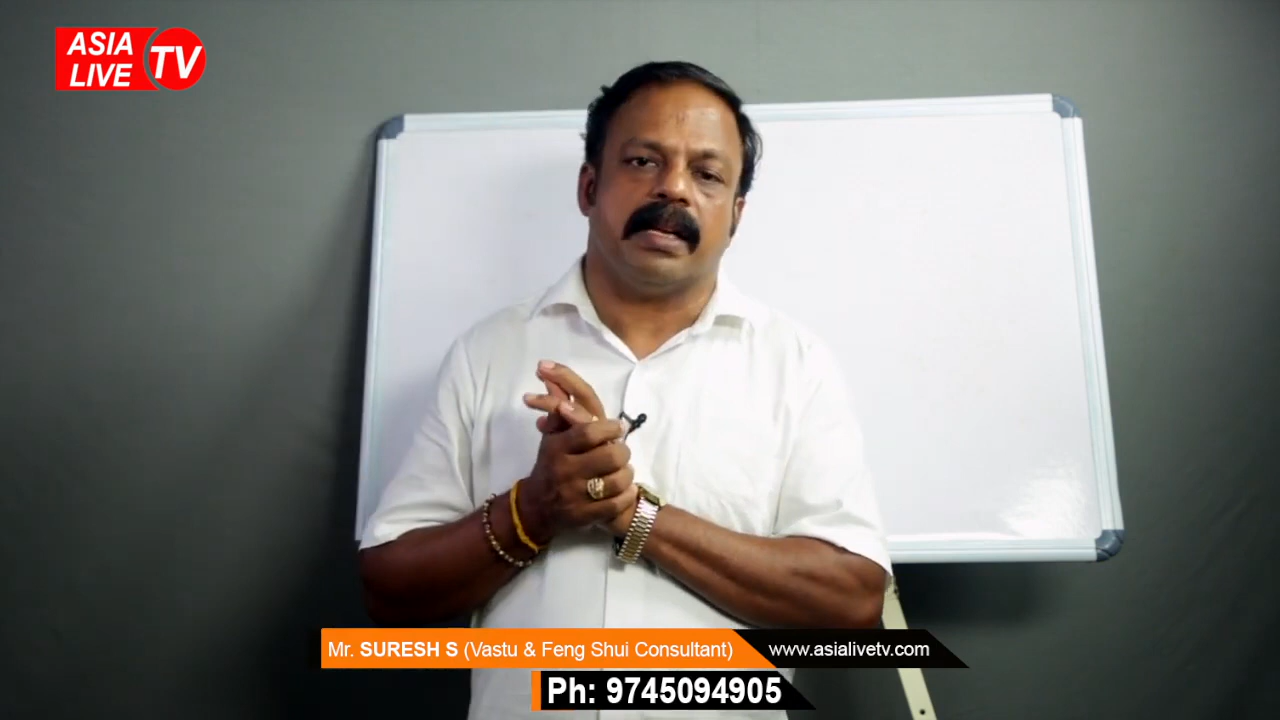 ASIA
LIVE
TV
Mr. SURESH S (Vastu & Feng Shui Consultant)
www.asialivetv.com
Ph: 9745094905